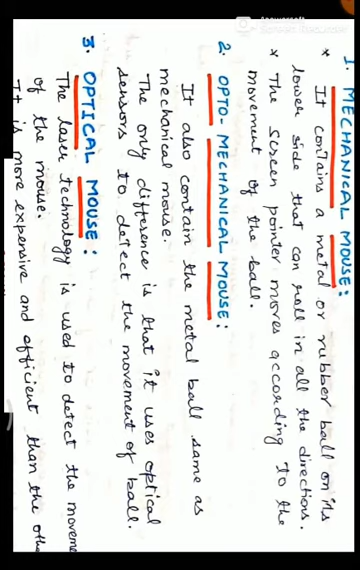 1. MECHANICAL MOUSE:
* It contains a metal or rubber ball on its
lower side that can roll in all the directions.
* The screen pointer moves according to the
movement of the ball.
2. OPTO-MECHANICAL MOUSE:
It also contain the metal ball same as
mechanical mouse.
The only difference is that it uses optical
sensors to detect the movement of ball.
3. OPTICAL MOUSE:
The laser technology is used to detect the moveme
of the mouse.
It is more expensive and efficient than the othe